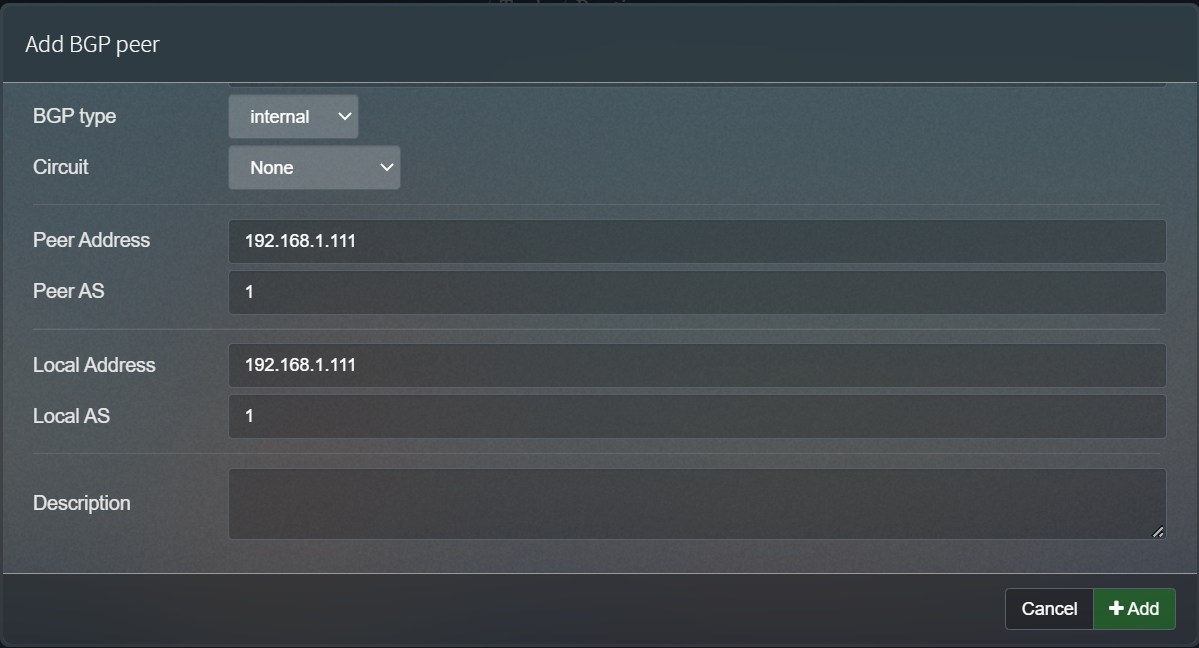 Add BGP peer
BGP type internal
Circuit None
Peer Address 192.168.1.111
Peer AS 1
Local Address 192.168.1.111
Local AS 1
Description
Cancel + Add